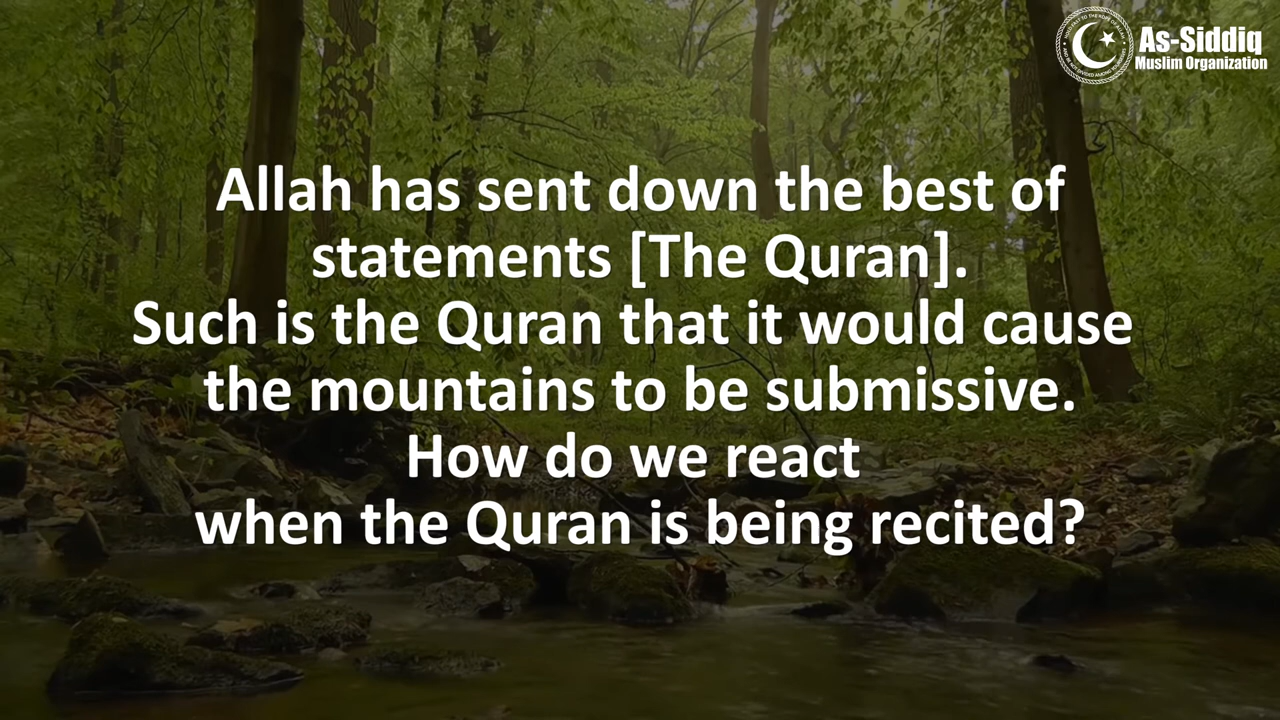 As-Siddiq
Muslim Organization
Allah has sent down the best of
statements [The Quran].
Such is the Quran that it would cause
the mountains to be submissive.
How do we react
when the Quran is being recited?